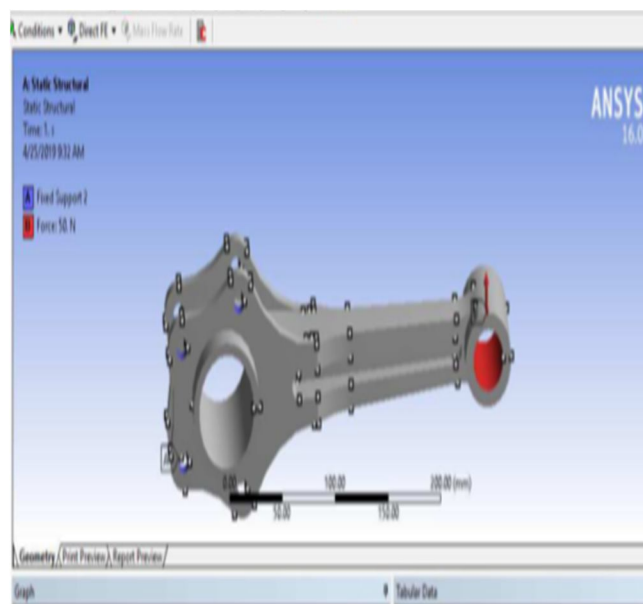 Conditions ▾ Direct FE ▾ Mass Flow Rate
A: Static Structural
Static Structural
Time: 1. s
4/25/2019 9:32 AM
A Fixed Support 2
B Force: 50. N
ANSYS
16.0
0.00 100.00 200.00 (mm)
50.00 150.00
Geometry Print Preview Report Preview
Graph Tabular Data